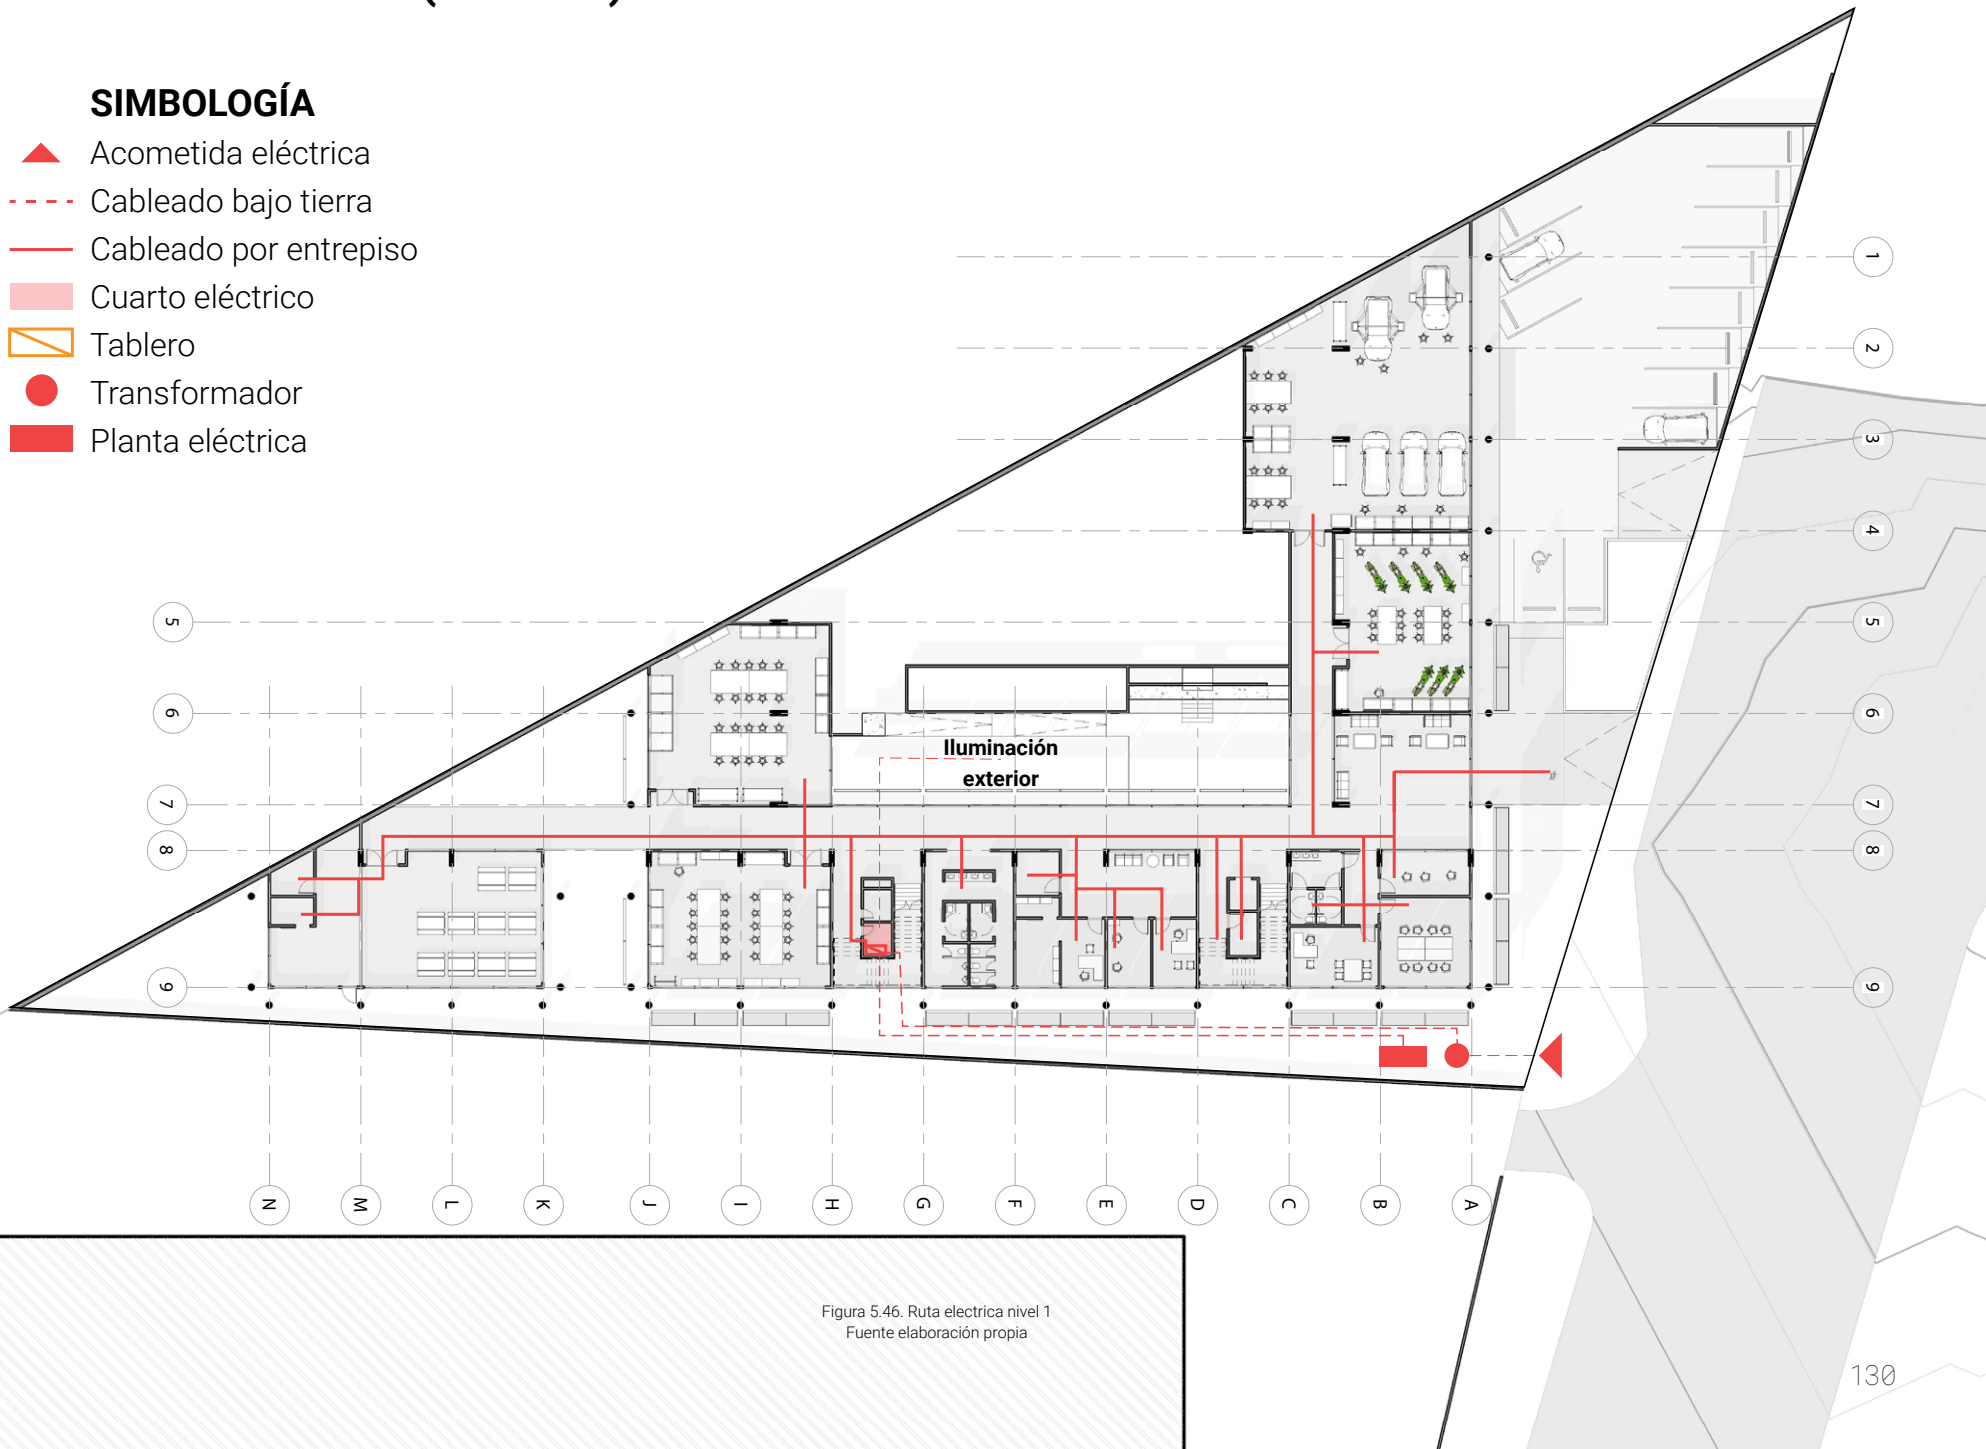 SIMBOLOGÍA
Acometida eléctrica
Cableado bajo tierra
Cableado por entrepiso
Cuarto eléctrico
Tablero
Transformador
Planta eléctrica
1
2
3
4
5
5
6
6
Iluminación
exterior
7
7
8
8
9
9
N
M
L
K
J
I
H
G
F
E
D
C
B
A
Figura 5.46. Ruta electrica nivel 1
Fuente elaboración propia
130